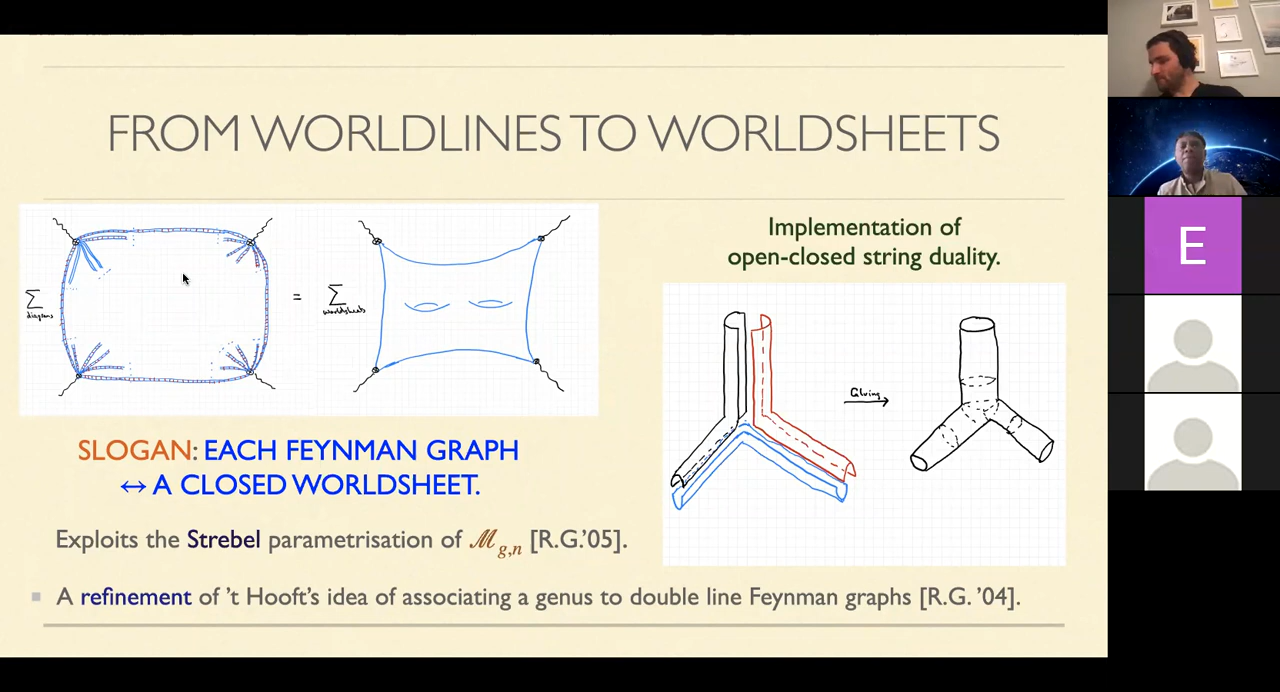 FROM WORLDLINES TO WORLDSHEETS
Σ
diagrams
=
Σ
worldsheets
SLOGAN: EACH FEYNMAN GRAPH
↔ A CLOSED WORLDSHEET.
Implementation of
open-closed string duality.
Gluing
Exploits the Strebel parametrisation of ℳg,n [R.G.'05].
A refinement of 't Hooft's idea of associating a genus to double line Feynman graphs [R.G. '04].
E